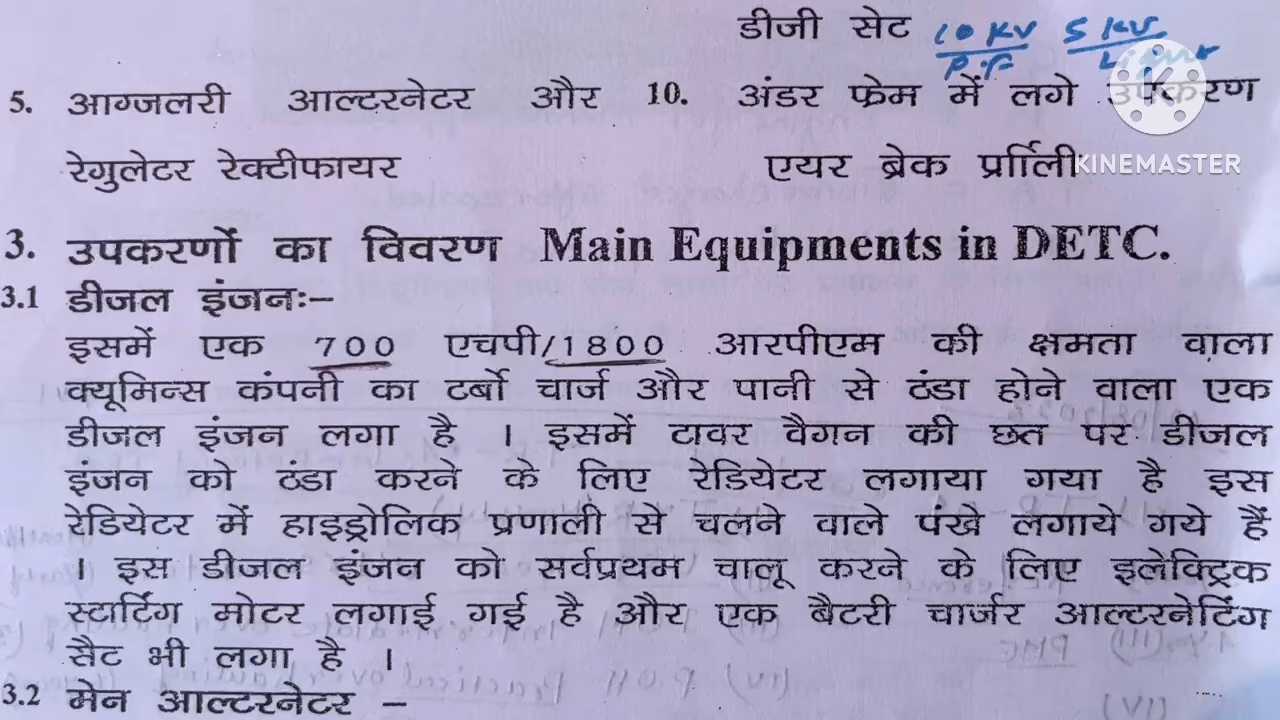 डीजी सेट 10 KV 5 KV
P.F Light
5. आग्जलरी आल्टरनेटर और 10. अंडर फ्रेम में लगे उपकरण
रेगुलेटर रेक्टीफायर एयर ब्रेक प्रर्णिली
KINEMASTER
3. उपकरणों का विवरण Main Equipments in DETC.
3.1 डीजल इंजनः–
इसमें एक 700 एचपी/1800 आरपीएम की क्षमता वाला
क्यूमिन्स कंपनी का टर्बो चार्ज और पानी से ठंडा होने वाला एक
डीजल इंजन लगा है । इसमें टावर वैगन की छत पर डीजल
इंजन को ठंडा करने के लिए रेडियेटर लगाया गया है इस
रेडियेटर में हाइड्रोलिक प्रणाली से चलने वाले पंखे लगाये गये हैं
। इस डीजल इंजन को सर्वप्रथम चालू करने के लिए इलेक्ट्रिक
स्टार्टिंग मोटर लगाई गई है और एक बैटरी चार्जर आल्टरनेटिंग
सैट भी लगा है ।
3.2 मेन आल्टरनेटर –